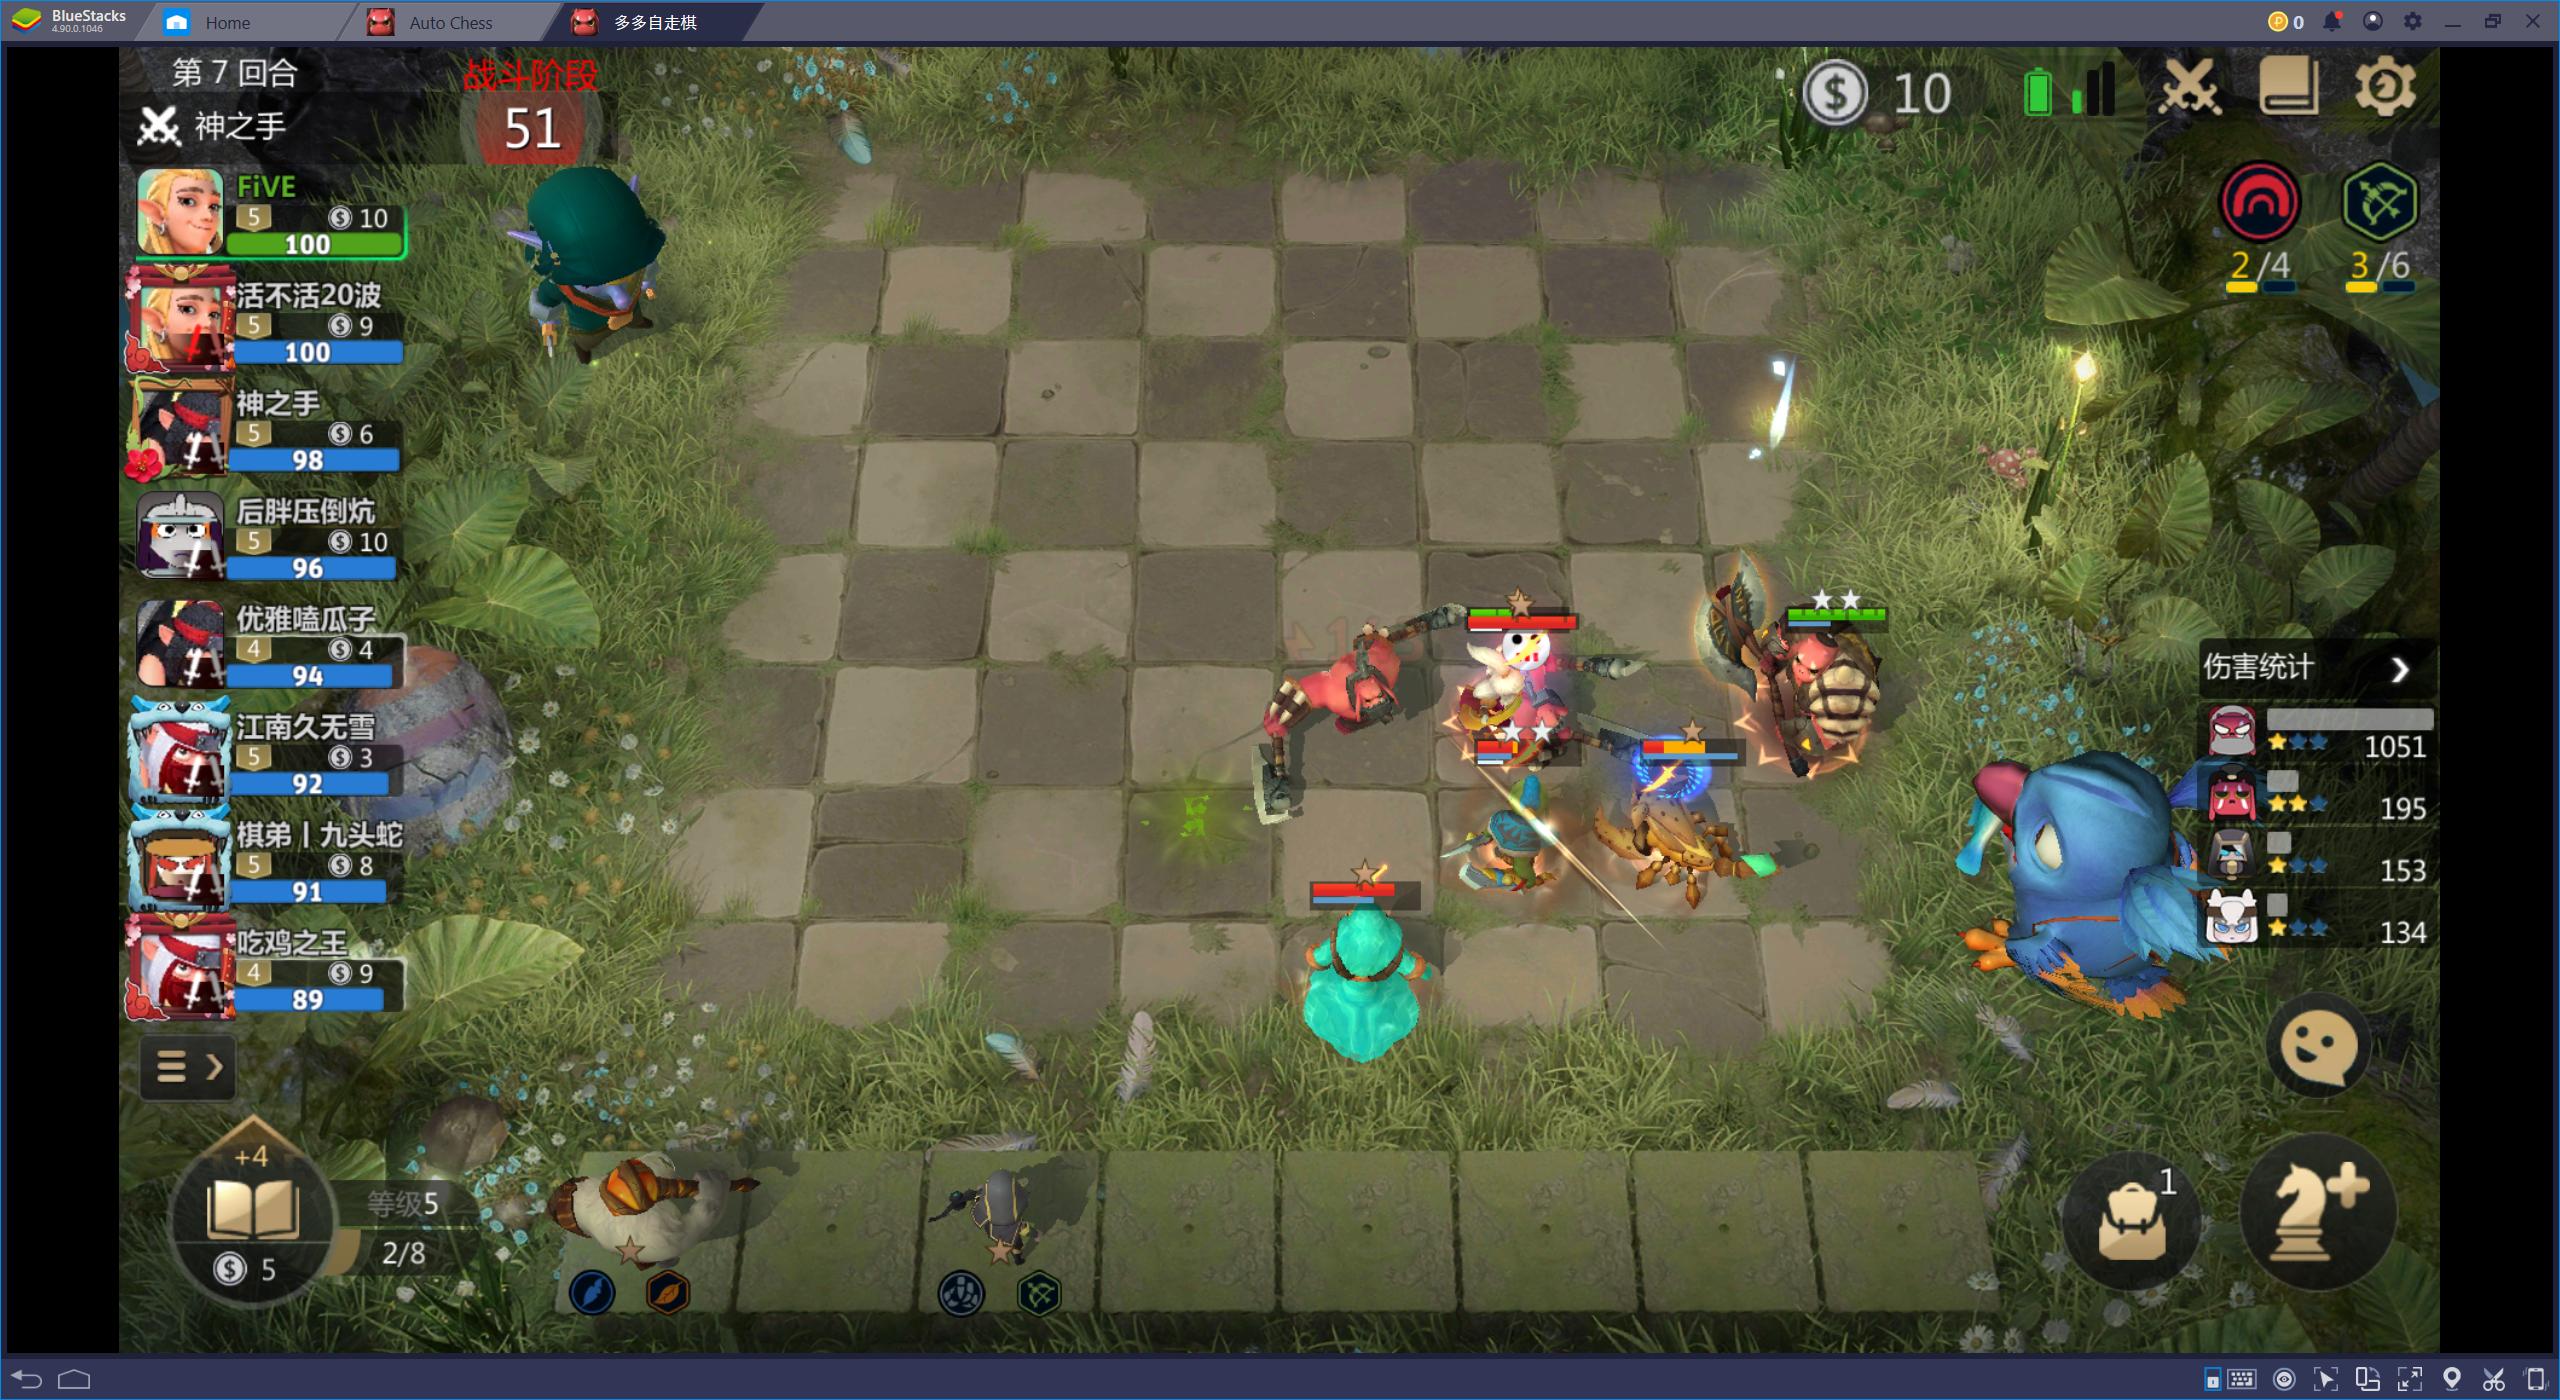 BlueStacks
4.90.0.1046
Home
Auto Chess
多多自走棋
0
第 7 回合
战斗阶段
神之手
51
10
FiVE
5
10
100
2/4
3/6
活不活20波
5
9
100
神之手
5
6
98
后胖压倒炕
5
10
96
优雅嗑瓜子
4
4
94
江南久无雪
5
3
92
棋弟丨九头蛇
5
8
91
吃鸡之王
4
9
89
伤害统计
1051
195
153
134
+4
等级5
5
2/8
1